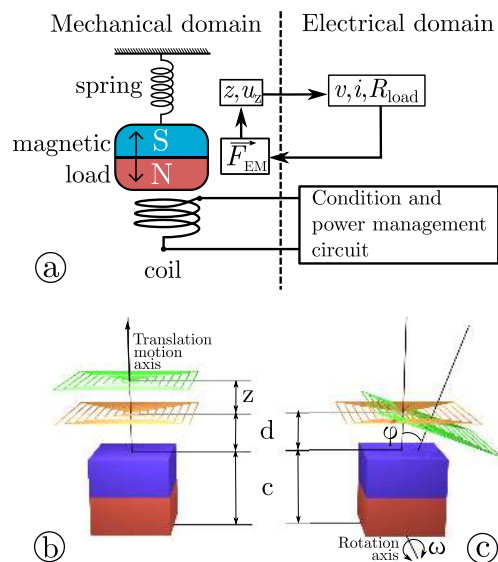 Mechanical domain
Electrical domain
spring
z, u_z
v, i, R_load
magnetic
load
S
N
F_EM
Condition and
power management
circuit
coil
a
Translation
motion
axis
z
d
φ
c
Rotation
axis
ω
b
c